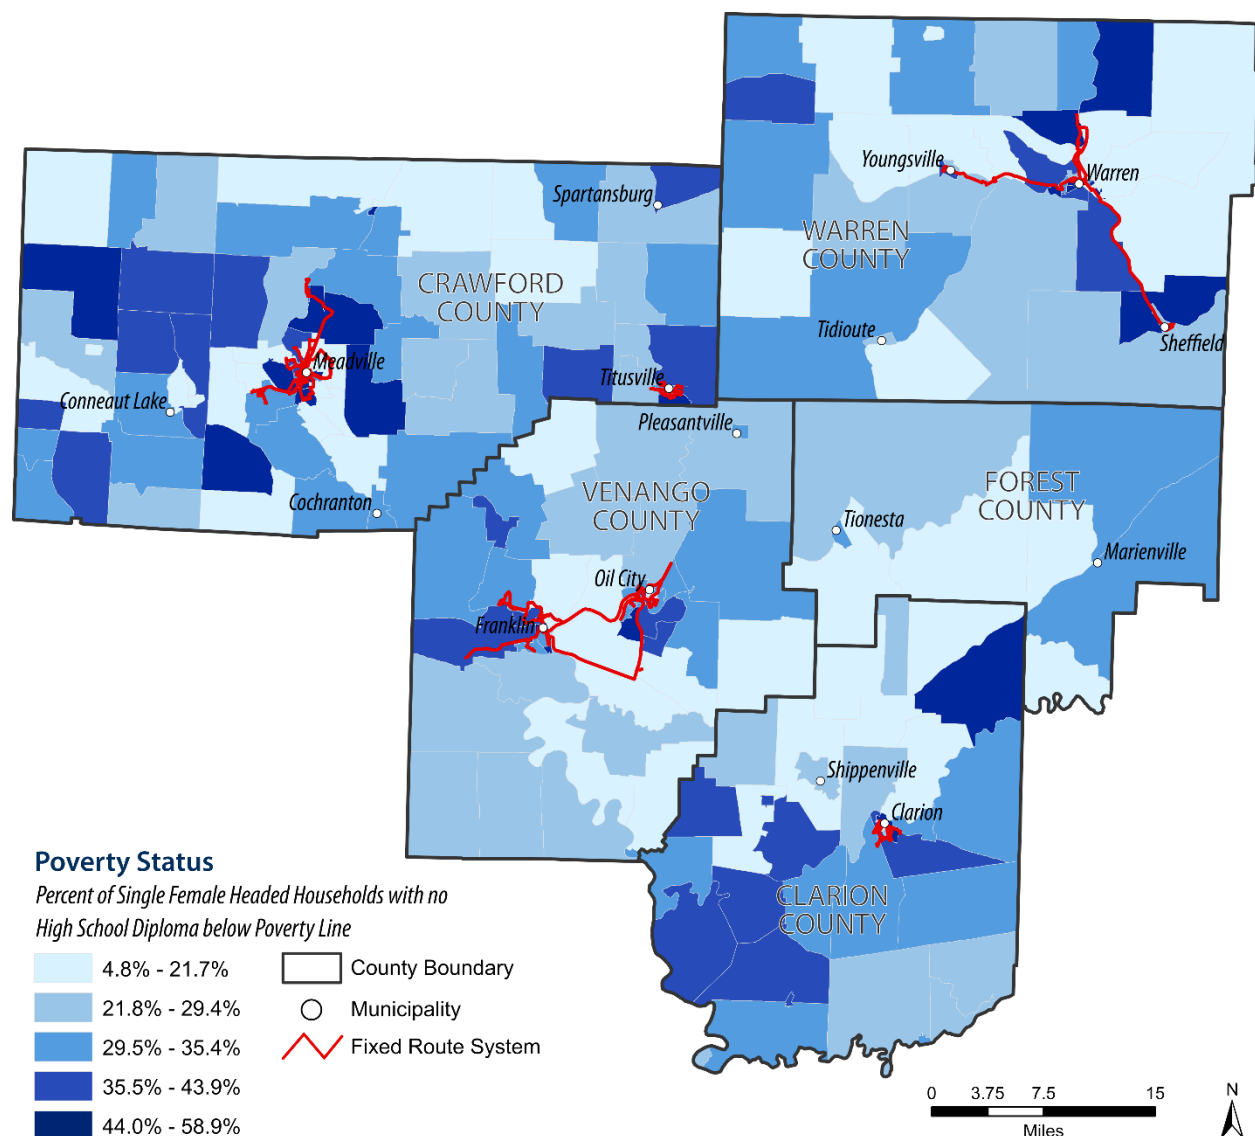 Spartansburg
CRAWFORD
COUNTY
Meadville
Conneaut Lake
Titusville
Cochranton
Youngsville
Warren
WARREN
COUNTY
Tidioute
Sheffield
Pleasantville
VENANGO
COUNTY
Oil City
Franklin
FOREST
COUNTY
Tionesta
Marienville
Shippenville
Clarion
CLARION
COUNTY
Poverty Status
Percent of Single Female Headed Households with no
High School Diploma below Poverty Line
4.8% - 21.7%
21.8% - 29.4%
29.5% - 35.4%
35.5% - 43.9%
44.0% - 58.9%
County Boundary
Municipality
Fixed Route System
0 3.75 7.5 15
Miles
N